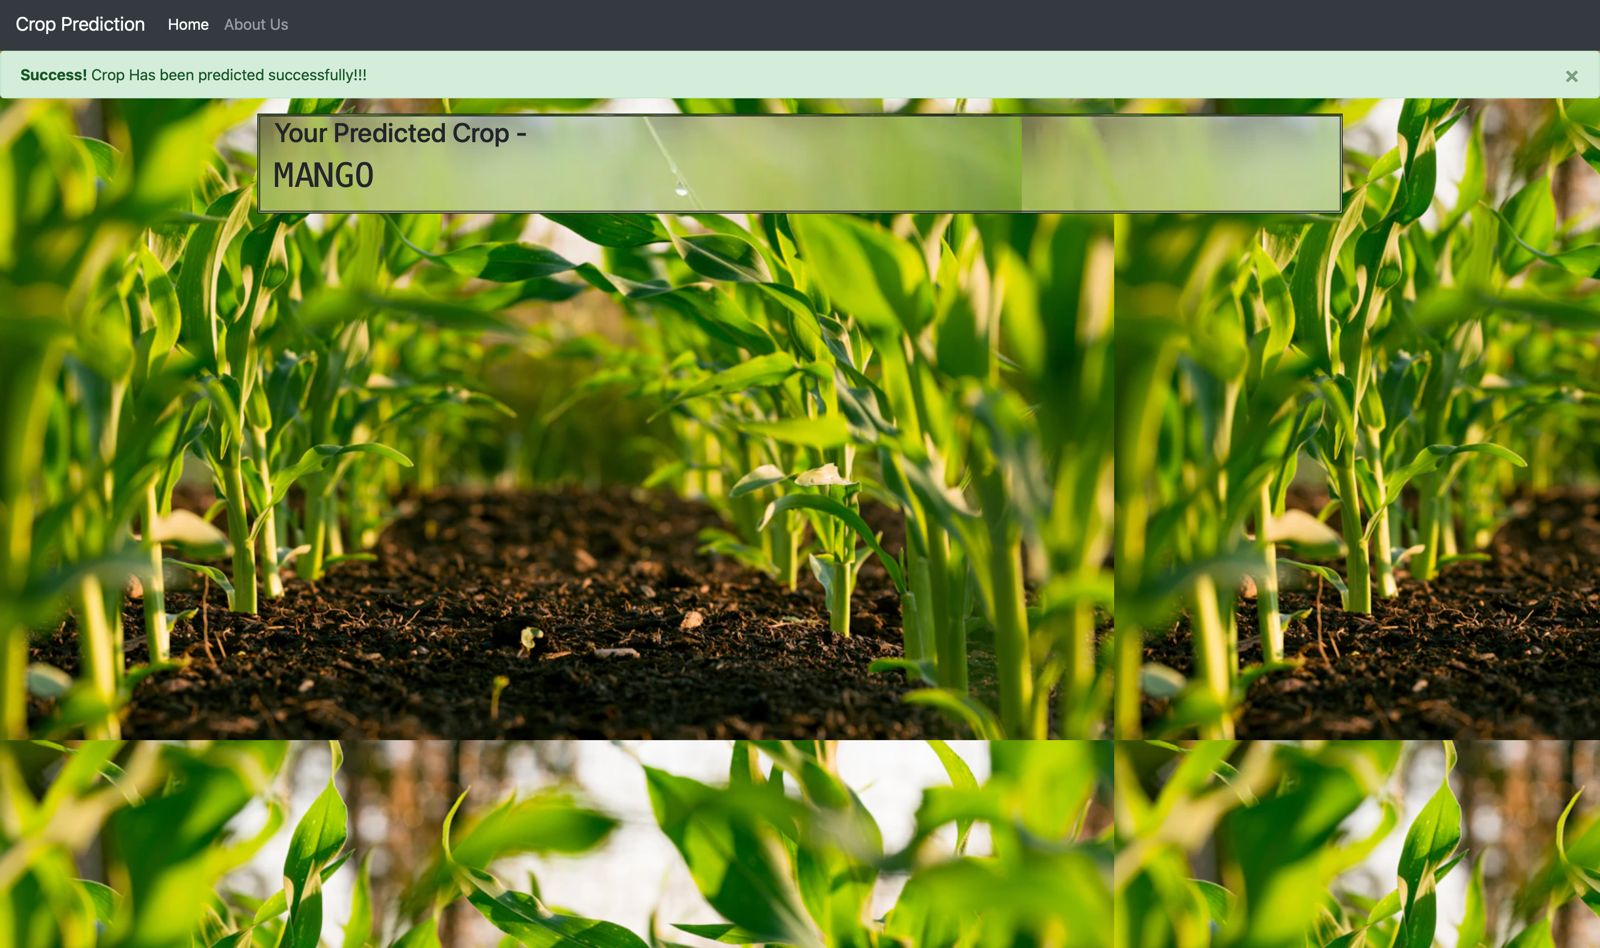 Crop Prediction Home About Us
Success! Crop Has been predicted successfully!!! ×
Your Predicted Crop -
MANGO